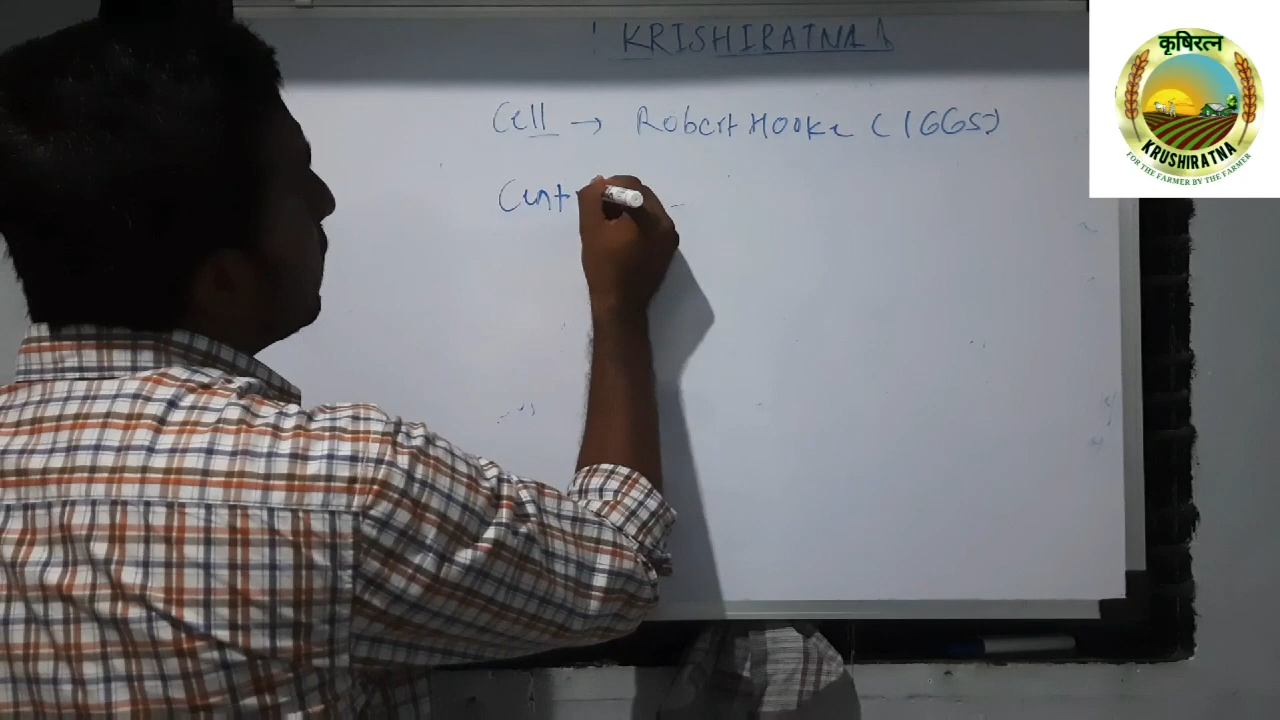 ! KRISHIRATNA !
Cell → Robert Hooke (1665)
Cent
कृषिरत्न
KRUSHIRATNA
FOR THE FARMER BY THE FARMER